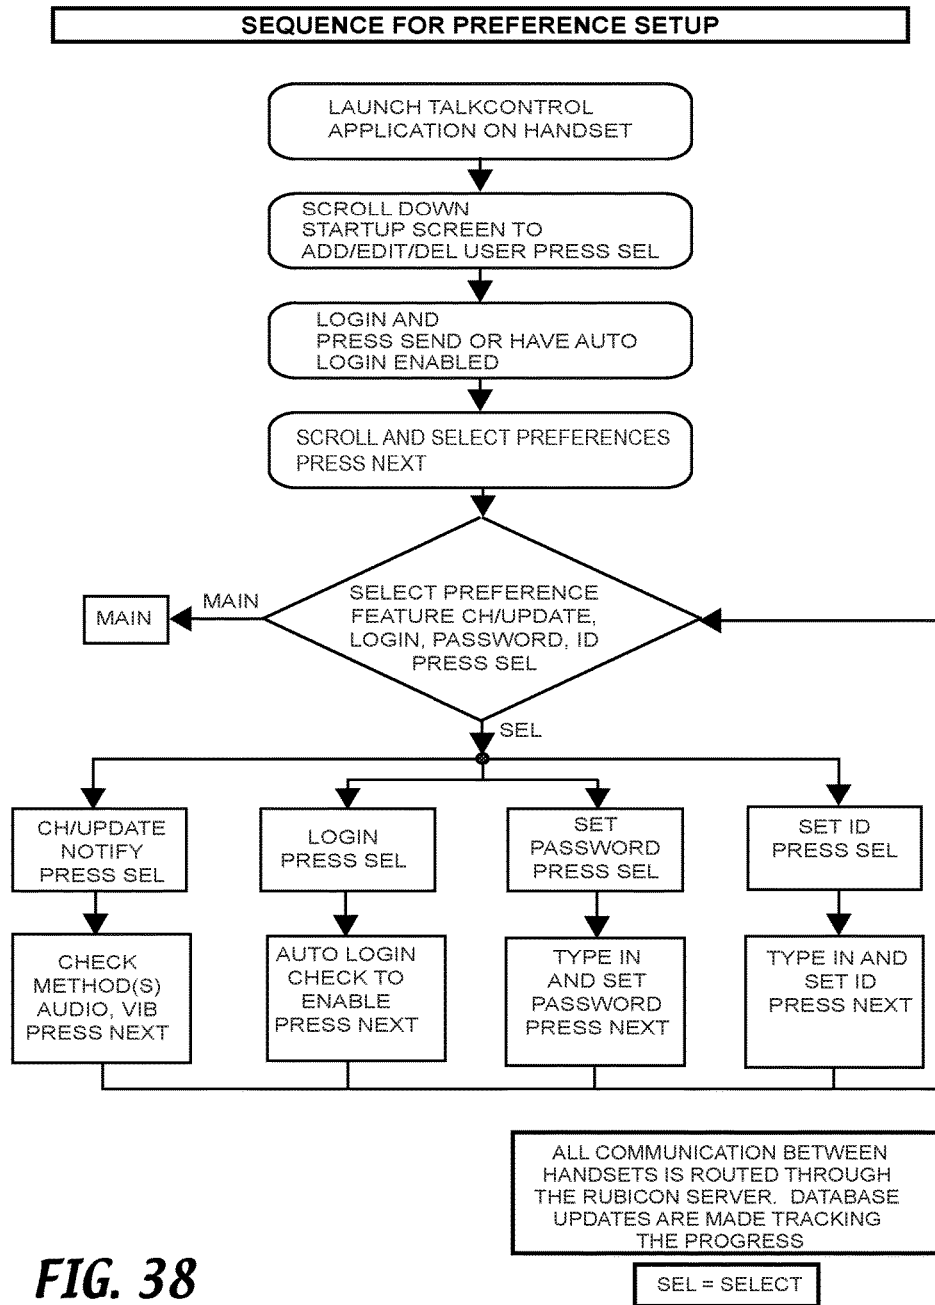 SEQUENCE FOR PREFERENCE SETUP
LAUNCH TALKCONTROL
APPLICATION ON HANDSET
SCROLL DOWN
STARTUP SCREEN TO
ADD/EDIT/DEL USER PRESS SEL
LOGIN AND
PRESS SEND OR HAVE AUTO
LOGIN ENABLED
SCROLL AND SELECT PREFERENCES
PRESS NEXT
SELECT PREFERENCE
FEATURE CH/UPDATE,
LOGIN, PASSWORD, ID
PRESS SEL
MAIN
MAIN
SEL
CH/UPDATE
NOTIFY
PRESS SEL
LOGIN
PRESS SEL
SET
PASSWORD
PRESS SEL
SET ID
PRESS SEL
CHECK
METHOD(S)
AUDIO, VIB
PRESS NEXT
AUTO LOGIN
CHECK TO
ENABLE
PRESS NEXT
TYPE IN
AND SET
PASSWORD
PRESS NEXT
TYPE IN AND
SET ID
PRESS NEXT
ALL COMMUNICATION BETWEEN
HANDSETS IS ROUTED THROUGH
THE RUBICON SERVER. DATABASE
UPDATES ARE MADE TRACKING
THE PROGRESS
SEL = SELECT
FIG. 38